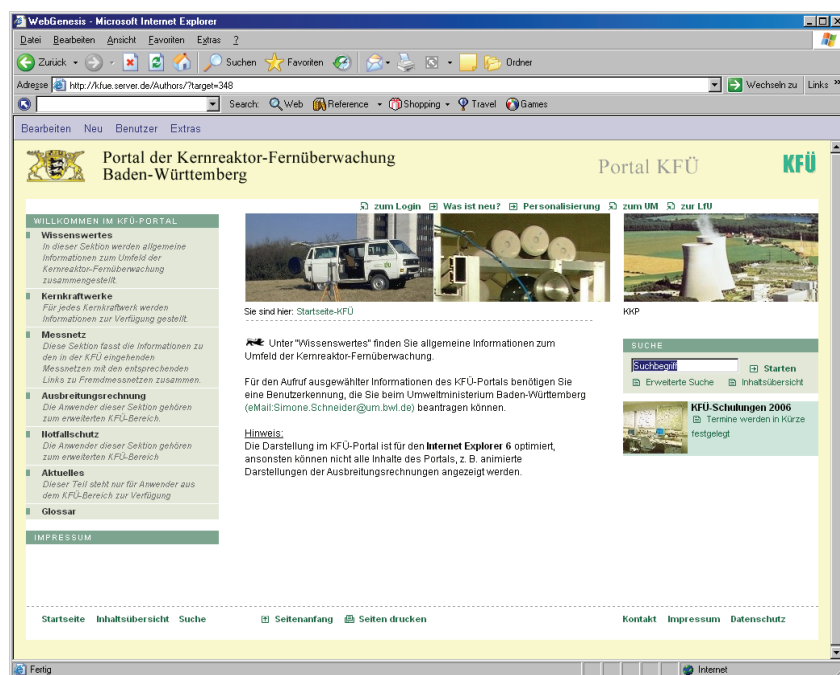 WebGenesis - Microsoft Internet Explorer
Datei Bearbeiten Ansicht Favoriten Extras ?
Zurück Suchen Favoriten Ordner
Adresse http://kfue.server.de/Authors/?target=348 Wechseln zu Links »
Search: Web Reference Shopping Travel Games
Bearbeiten Neu Benutzer Extras
Portal der Kernreaktor-Fernüberwachung
Baden-Württemberg
Portal KFÜ
KFÜ
zum Login Was ist neu? Personalisierung zum UM zur LfU
WILLKOMMEN IM KFÜ-PORTAL
Wissenswertes
In dieser Sektion werden allgemeine
Informationen zum Umfeld der
Kernreaktor-Fernüberwachung
zusammengestellt.
Kernkraftwerke
Für jedes Kernkraftwerk werden
Informationen zur Verfügung gestellt.
Messnetz
Diese Sektion fasst die Informationen zu
den in der KFÜ eingehenden
Messnetzen mit den entsprechenden
Links zu Fremdmessnetzen zusammen.
Ausbreitungsrechnung
Die Anwender dieser Sektion gehören
zum erweiterten KFÜ-Bereich.
Notfallschutz
Die Anwender dieser Sektion gehören
zum erweiterten KFÜ-Bereich
Aktuelles
Dieser Teil steht nur für Anwender aus
dem KFÜ-Bereich zur Verfügung
Glossar
IMPRESSUM
Sie sind hier: Startseite-KFÜ
Unter "Wissenswertes" finden Sie allgemeine Informationen zum
Umfeld der Kernreaktor-Fernüberwachung.
Für den Aufruf ausgewählter Informationen des KFÜ-Portals benötigen Sie
eine Benutzerkennung, die Sie beim Umweltministerium Baden-Württemberg
(eMail:Simone.Schneider@um.bwl.de) beantragen können.
Hinweis:
Die Darstellung im KFÜ-Portal ist für den Internet Explorer 6 optimiert,
ansonsten können nicht alle Inhalte des Portals, z. B. animierte
Darstellungen der Ausbreitungsrechnungen angezeigt werden.
KKP
SUCHE
Suchbegriff Starten
Erweiterte Suche Inhaltsübersicht
KFÜ-Schulungen 2006
Termine werden in Kürze
festgelegt
Startseite Inhaltsübersicht Suche Seitenanfang Seiten drucken Kontakt Impressum Datenschutz
Fertig Internet